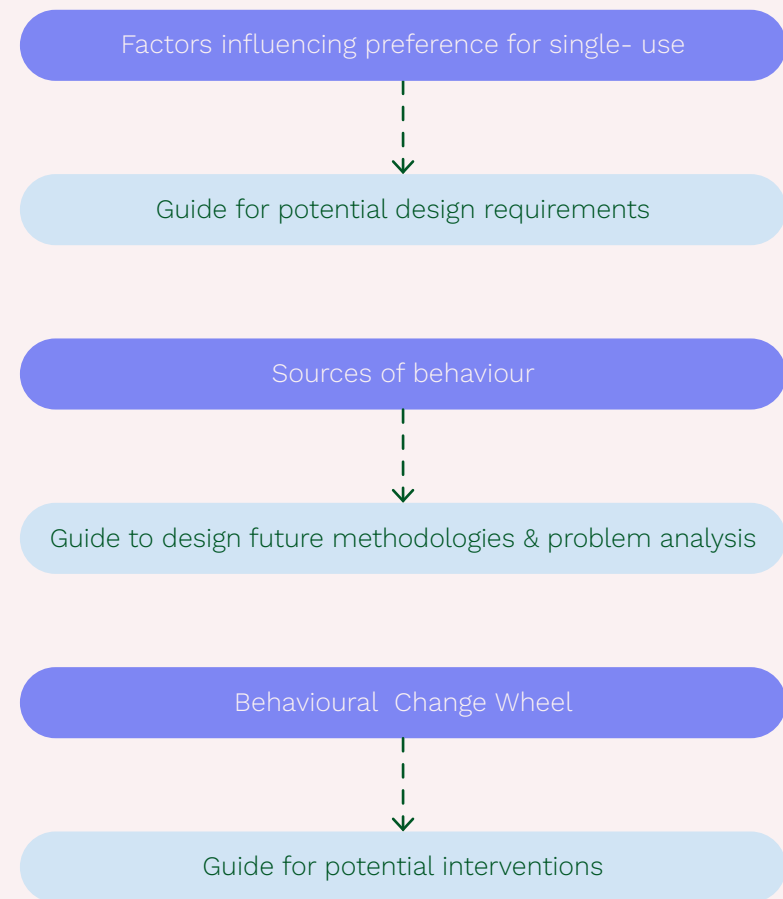 Factors influencing preference for single- use
Guide for potential design requirements
Sources of behaviour
Guide to design future methodologies & problem analysis
Behavioural  Change Wheel
Guide for potential interventions